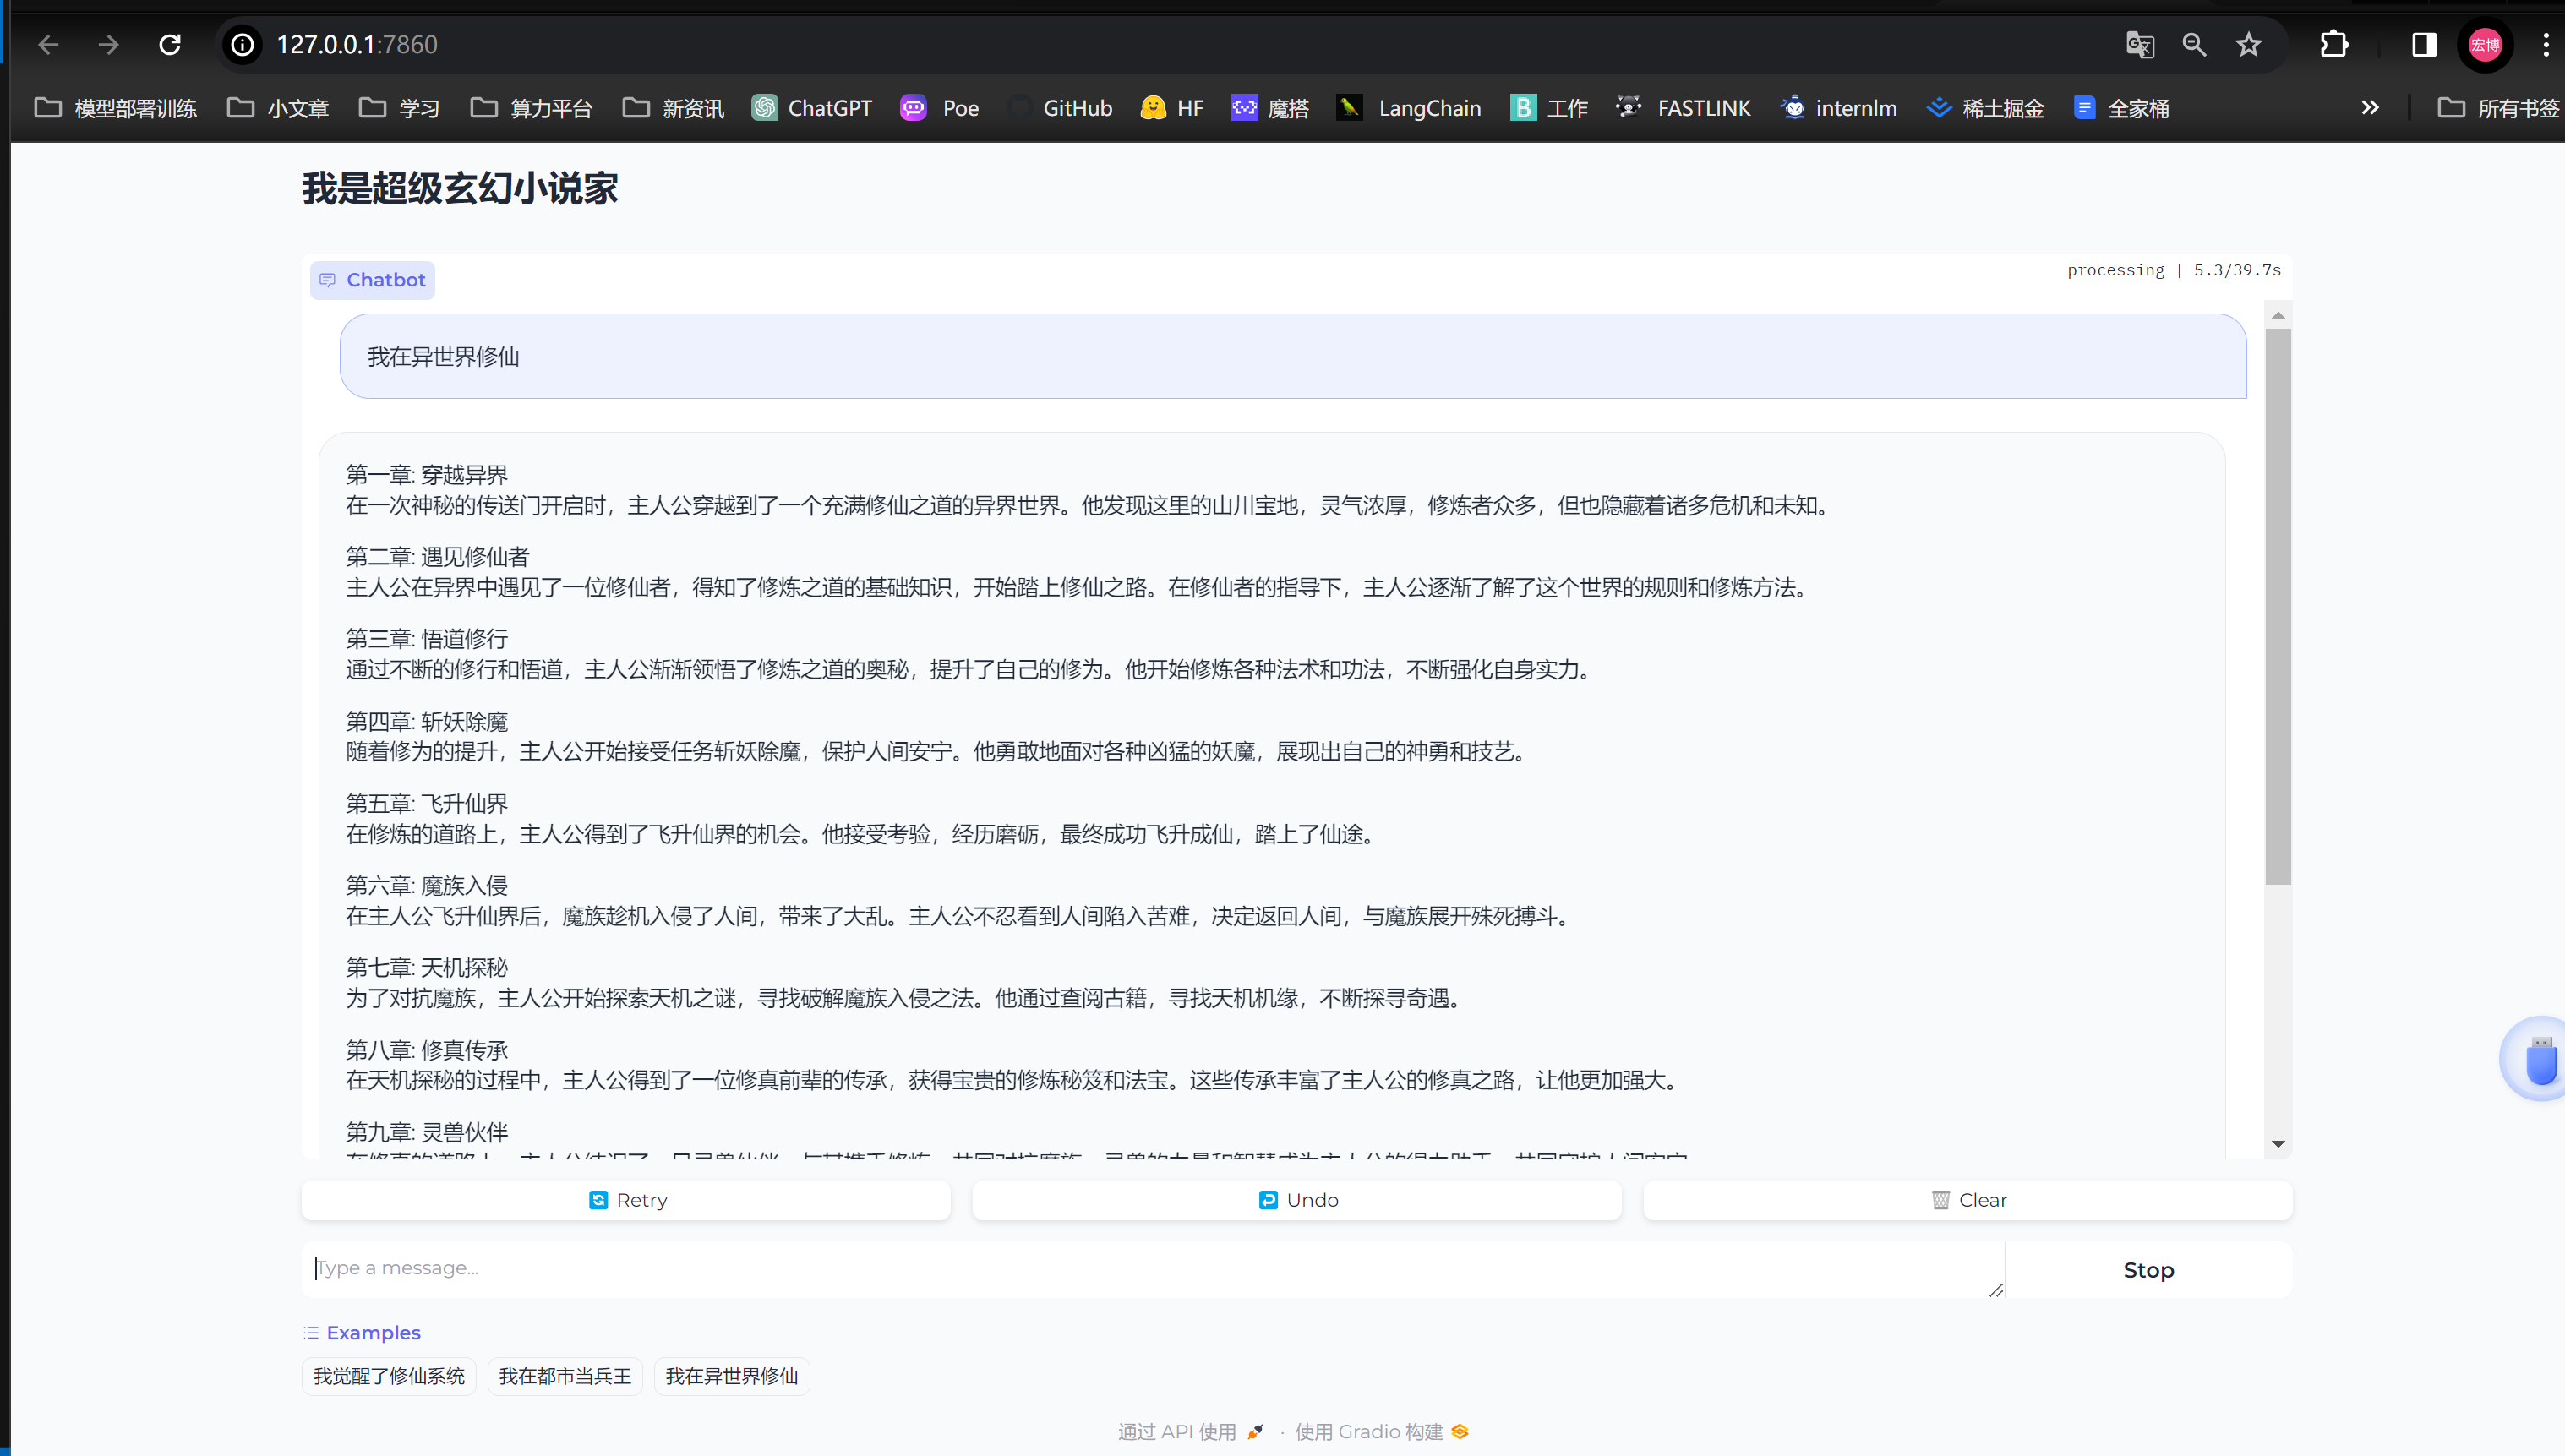 127.0.0.1:7860
宏博
模型部署训练
小文章
学习
算力平台
新资讯
ChatGPT
Poe
GitHub
HF
魔搭
LangChain
工作
FASTLINK
internlm
稀土掘金
全家桶
所有书签
我是超级玄幻小说家
Chatbot
processing | 5.3/39.7s
我在异世界修仙
第一章: 穿越异界
在一次神秘的传送门开启时，主人公穿越到了一个充满修仙之道的异界世界。他发现这里的山川宝地，灵气浓厚，修炼者众多，但也隐藏着诸多危机和未知。
第二章: 遇见修仙者
主人公在异界中遇见了一位修仙者，得知了修炼之道的基础知识，开始踏上修仙之路。在修仙者的指导下，主人公逐渐了解了这个世界的规则和修炼方法。
第三章: 悟道修行
通过不断的修行和悟道，主人公渐渐领悟了修炼之道的奥秘，提升了自己的修为。他开始修炼各种法术和功法，不断强化自身实力。
第四章: 斩妖除魔
随着修为的提升，主人公开始接受任务斩妖除魔，保护人间安宁。他勇敢地面对各种凶猛的妖魔，展现出自己的神勇和技艺。
第五章: 飞升仙界
在修炼的道路上，主人公得到了飞升仙界的机会。他接受考验，经历磨砺，最终成功飞升成仙，踏上了仙途。
第六章: 魔族入侵
在主人公飞升仙界后，魔族趁机入侵了人间，带来了大乱。主人公不忍看到人间陷入苦难，决定返回人间，与魔族展开殊死搏斗。
第七章: 天机探秘
为了对抗魔族，主人公开始探索天机之谜，寻找破解魔族入侵之法。他通过查阅古籍，寻找天机机缘，不断探寻奇遇。
第八章: 修真传承
在天机探秘的过程中，主人公得到了一位修真前辈的传承，获得宝贵的修炼秘笈和法宝。这些传承丰富了主人公的修真之路，让他更加强大。
第九章: 灵兽伙伴
Retry
Undo
Clear
Type a message...
Stop
Examples
我觉醒了修仙系统
我在都市当兵王
我在异世界修仙
通过 API 使用 · 使用 Gradio 构建